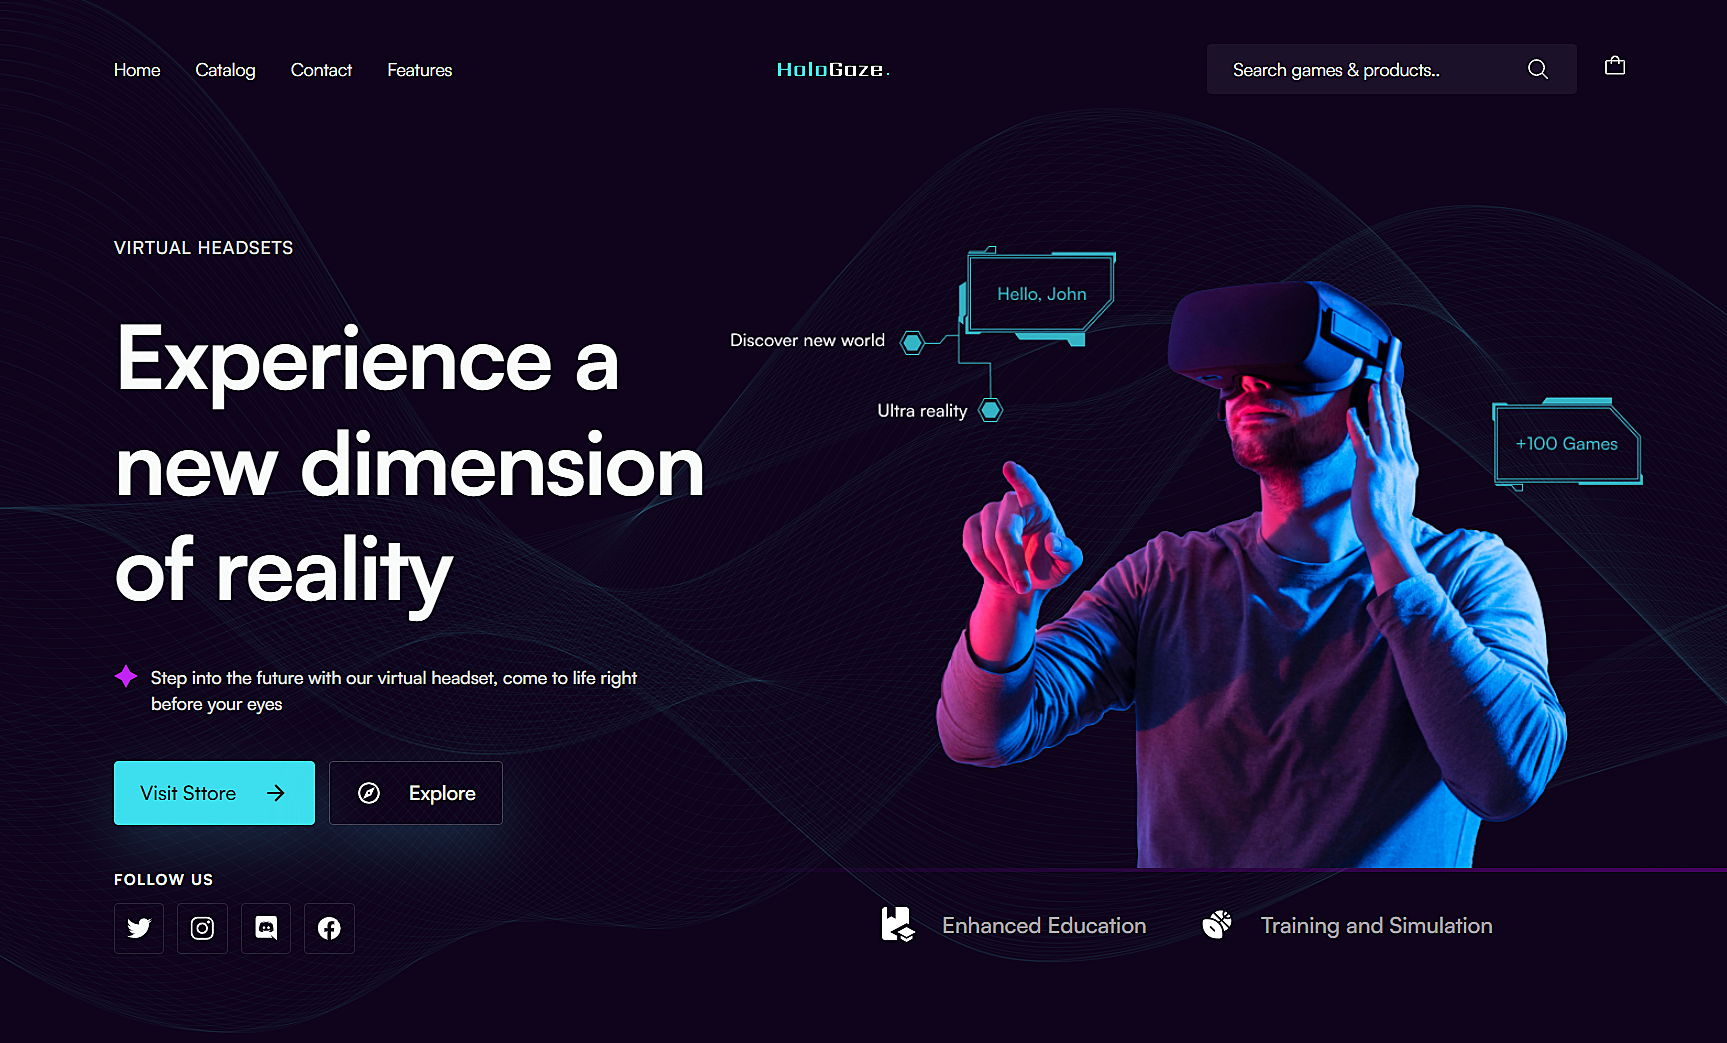 Home Catalog Contact Features
HoloGaze.
Search games & products..
VIRTUAL HEADSETS
Experience a
new dimension
of reality
Step into the future with our virtual headset, come to life right
before your eyes
Visit Sttore
Explore
FOLLOW US
Hello, John
Discover new world
Ultra reality
+100 Games
Enhanced Education
Training and Simulation